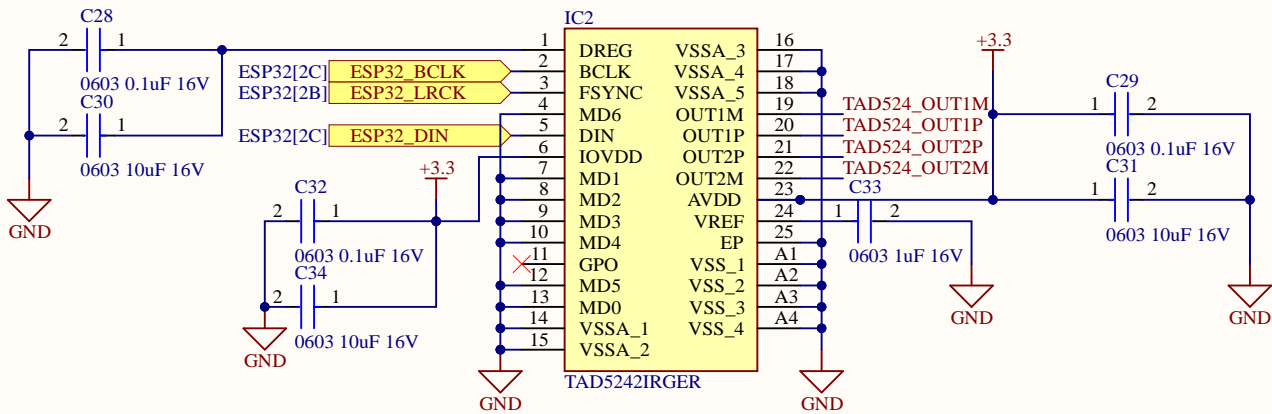 IC2
C28
2 1
0603 0.1uF 16V
C30
2 1
0603 10uF 16V
GND
ESP32[2C] ESP32_BCLK
ESP32[2B] ESP32_LRCK
ESP32[2C] ESP32_DIN
+3.3
C32
2 1
0603 0.1uF 16V
C34
2 1
0603 10uF 16V
GND
1 DREG
2 BCLK
3 FSYNC
4 MD6
5 DIN
6 IOVDD
7 MD1
8 MD2
9 MD3
10 MD4
11 GPO
12 MD5
13 MD0
14 VSSA_1
15 VSSA_2
GND
VSSA_3 16
VSSA_4 17
VSSA_5 18
OUT1M 19 TAD524_OUT1M
OUT1P 20 TAD524_OUT1P
OUT2P 21 TAD524_OUT2P
OUT2M 22 TAD524_OUT2M
AVDD 23
VREF 24
EP 25
VSS_1 A1
VSS_2 A2
VSS_3 A3
VSS_4 A4
TAD5242IRGER
GND
C33
1 2
0603 1uF 16V
GND
+3.3
C29
1 2
0603 0.1uF 16V
C31
1 2
0603 10uF 16V
GND